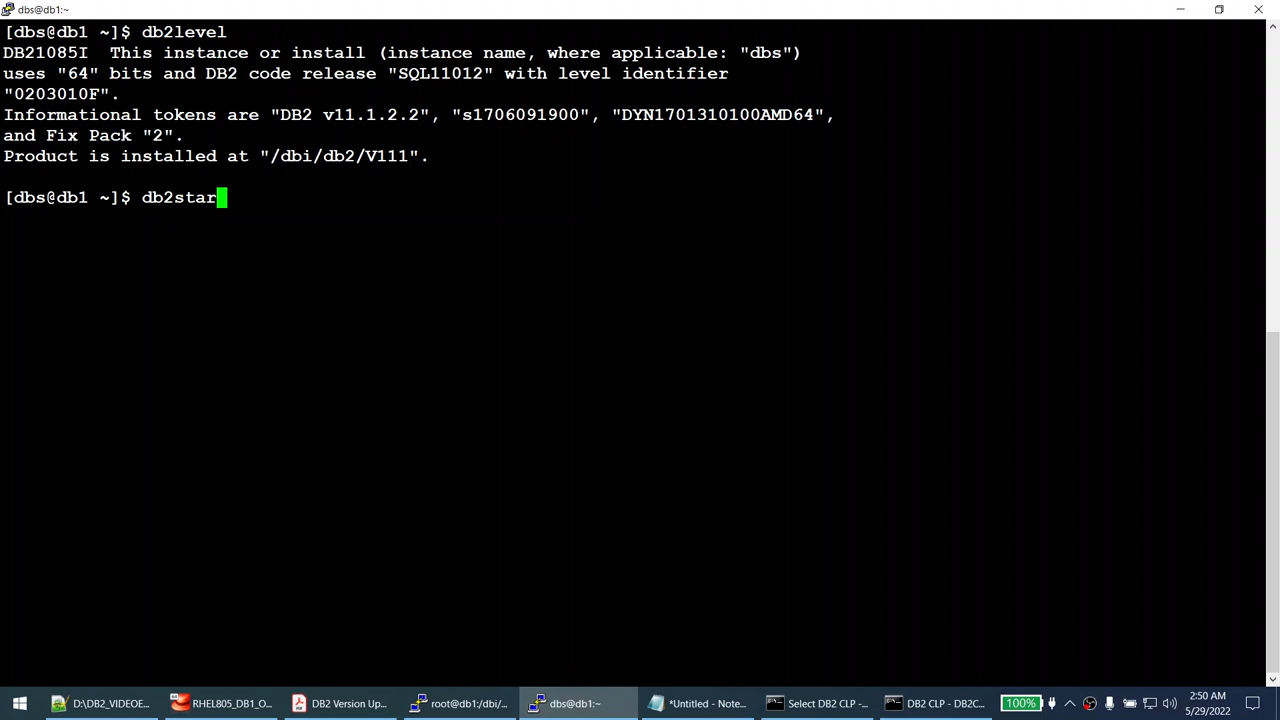 dbs@db1:~
[dbs@db1 ~]$ db2level
DB21085I  This instance or install (instance name, where applicable: "dbs")
uses "64" bits and DB2 code release "SQL11012" with level identifier
"0203010F".
Informational tokens are "DB2 v11.1.2.2", "s1706091900", "DYN1701310100AMD64",
and Fix Pack "2".
Product is installed at "/dbi/db2/V111".
[dbs@db1 ~]$ db2star
D:\DB2_VIDEOE...
RHEL805_DB1_O...
DB2 Version Up...
root@db1:/dbi/...
dbs@db1:~
*Untitled - Note...
Select DB2 CLP -...
DB2 CLP - DB2C...
100%
2:50 AM
5/29/2022